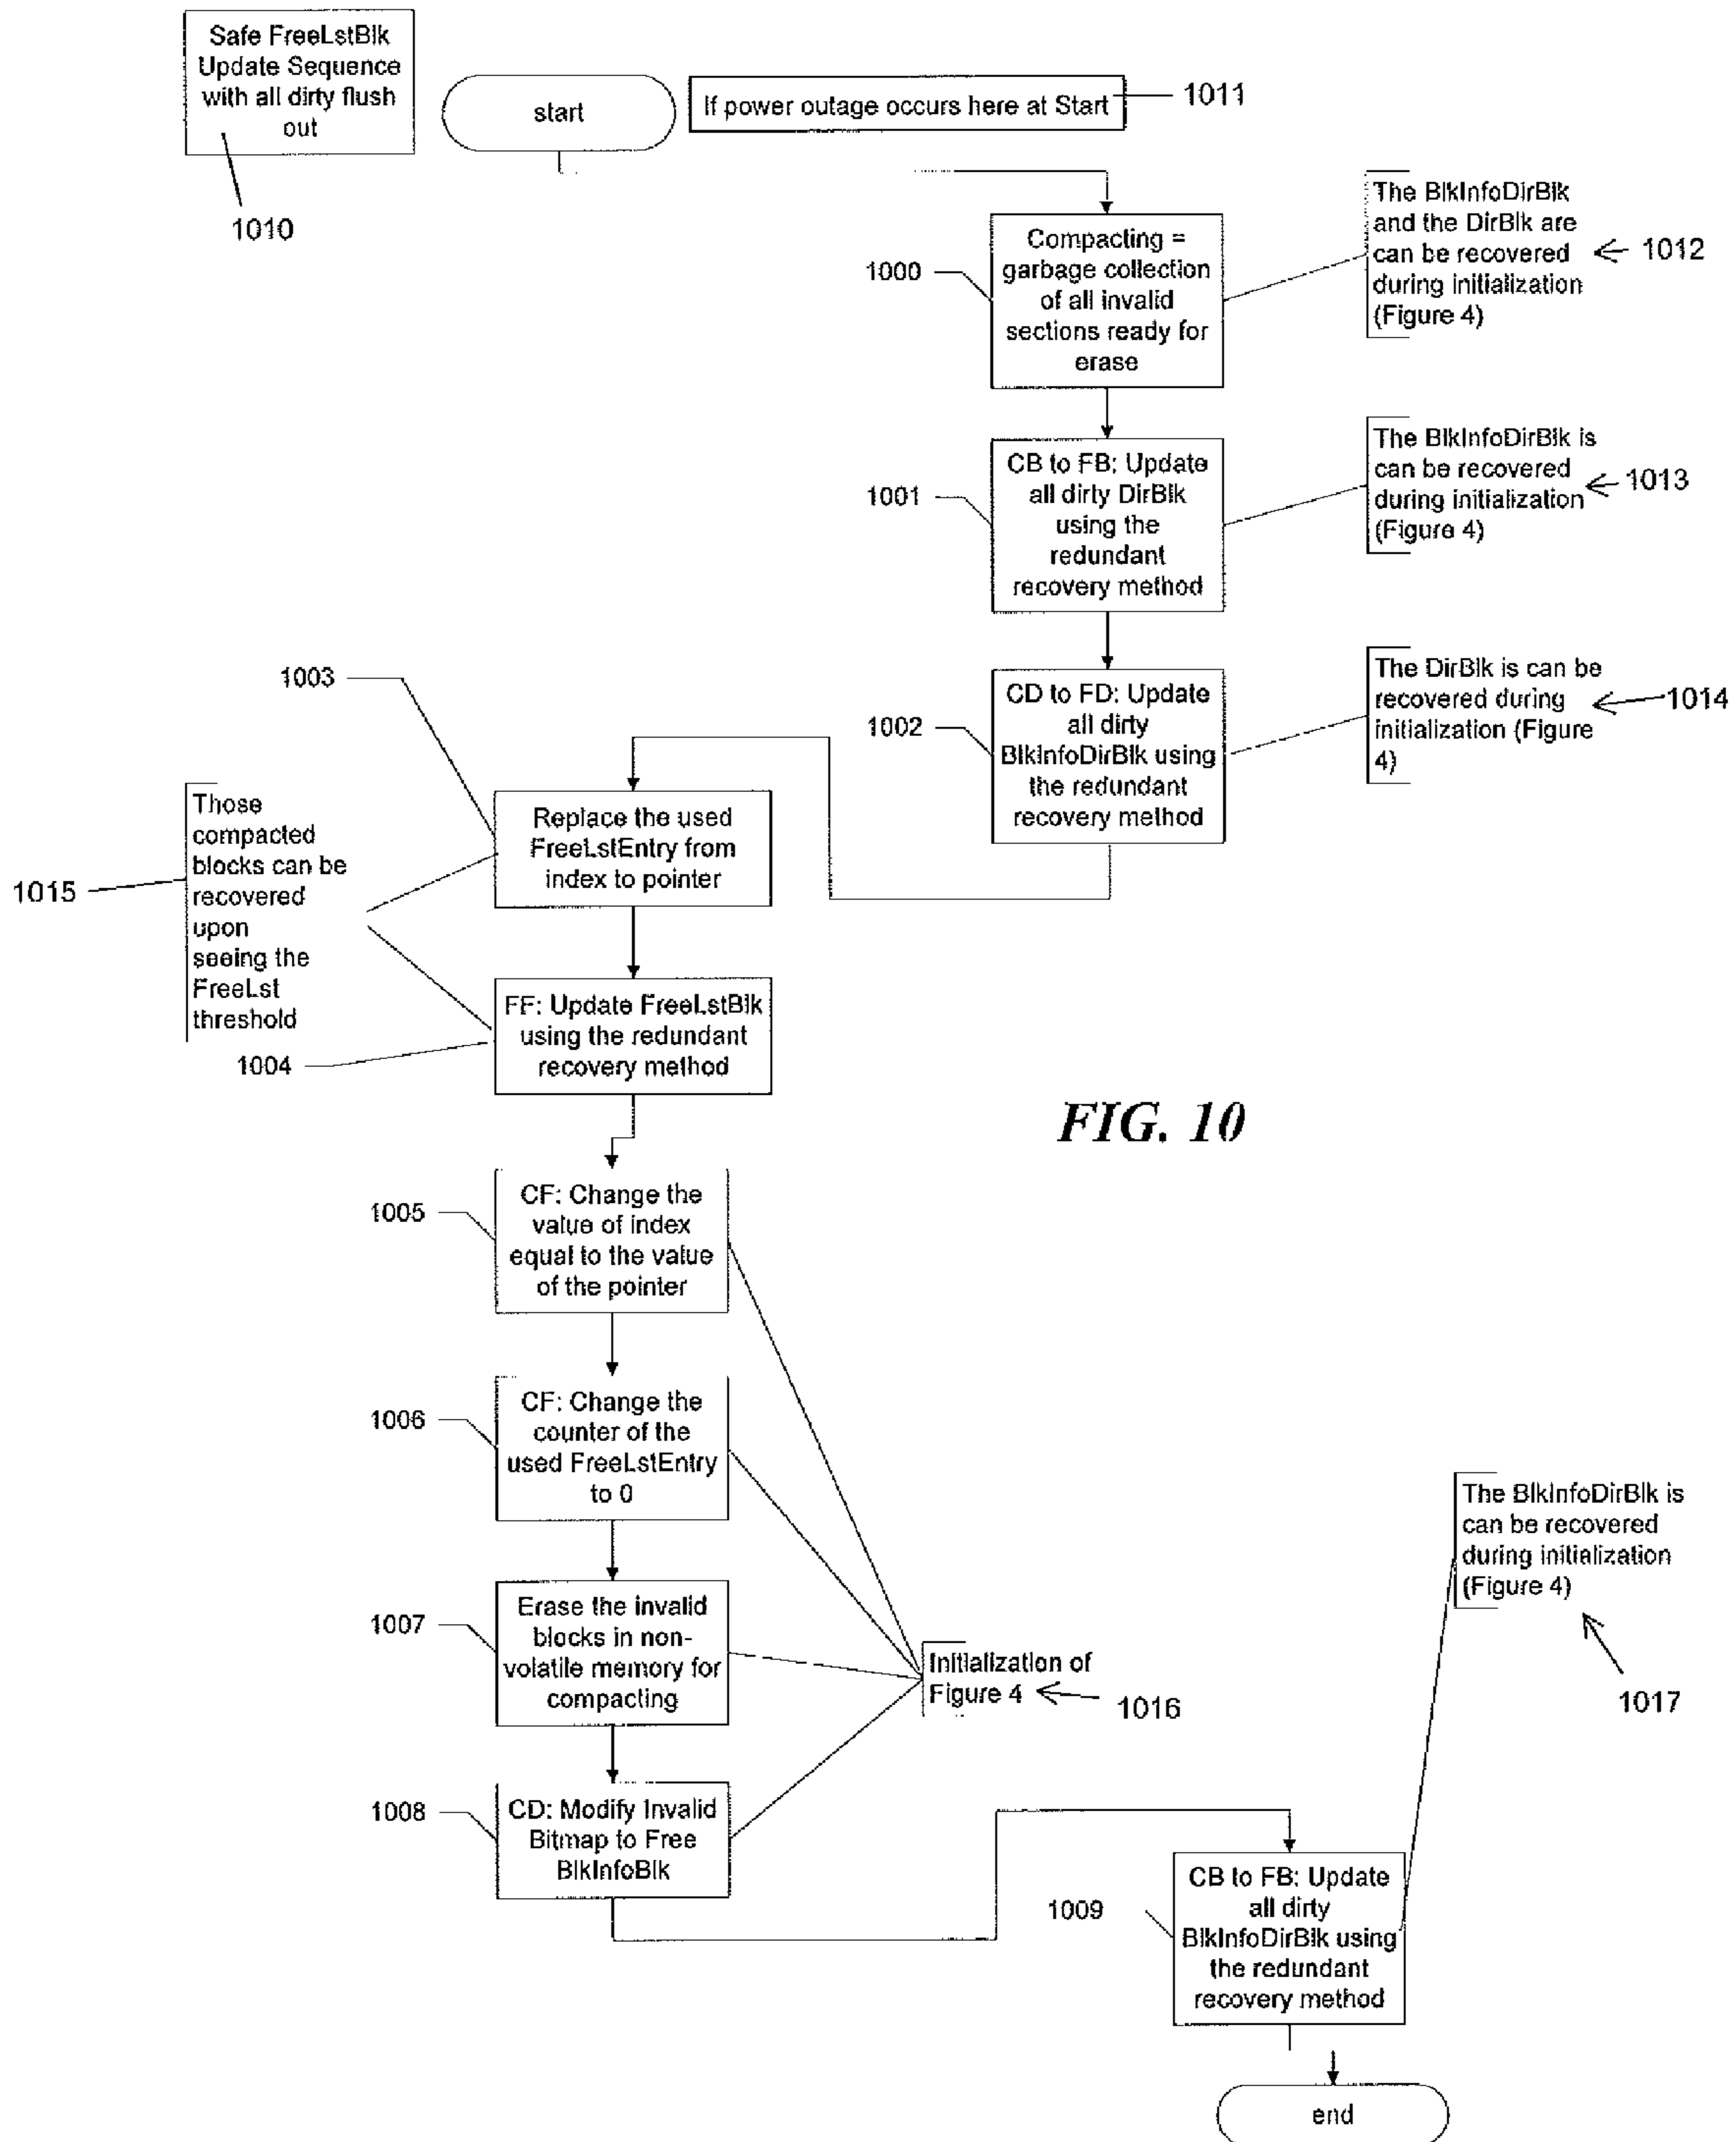 Safe FreeLstBlk
Update Sequence
with all dirty flush
out
1010
start
If power outage occurs here at Start
1011
1000
Compacting =
garbage collection
of all invalid
sections ready for
erase
The BlkInfoDirBlk
and the DirBlk are
can be recovered
during initialization
(Figure 4)
1012
1001
CB to FB: Update
all dirty DirBlk
using the
redundant
recovery method
The BlkInfoDirBlk is
can be recovered
during initialization
(Figure 4)
1013
1002
CD to FD: Update
all dirty
BlkInfoDirBlk using
the redundant
recovery method
The DirBlk is can be
recovered during
initialization (Figure
4)
1014
1003
Replace the used
FreeLstEntry from
index to pointer
1015
Those
compacted
blocks can be
recovered
upon
seeing the
FreeLst
threshold
1004
FF: Update FreeLstBlk
using the redundant
recovery method
FIG. 10
1005
CF: Change the
value of index
equal to the value
of the pointer
1006
CF: Change the
counter of the
used FreeLstEntry
to 0
1007
Erase the invalid
blocks in non-
volatile memory for
compacting
Initialization of
Figure 4
1016
1008
CD: Modify Invalid
Bitmap to Free
BlkInfoBlk
The BlkInfoDirBlk is
can be recovered
during initialization
(Figure 4)
1017
1009
CB to FB: Update
all dirty
BlkInfoDirBlk using
the redundant
recovery method
end